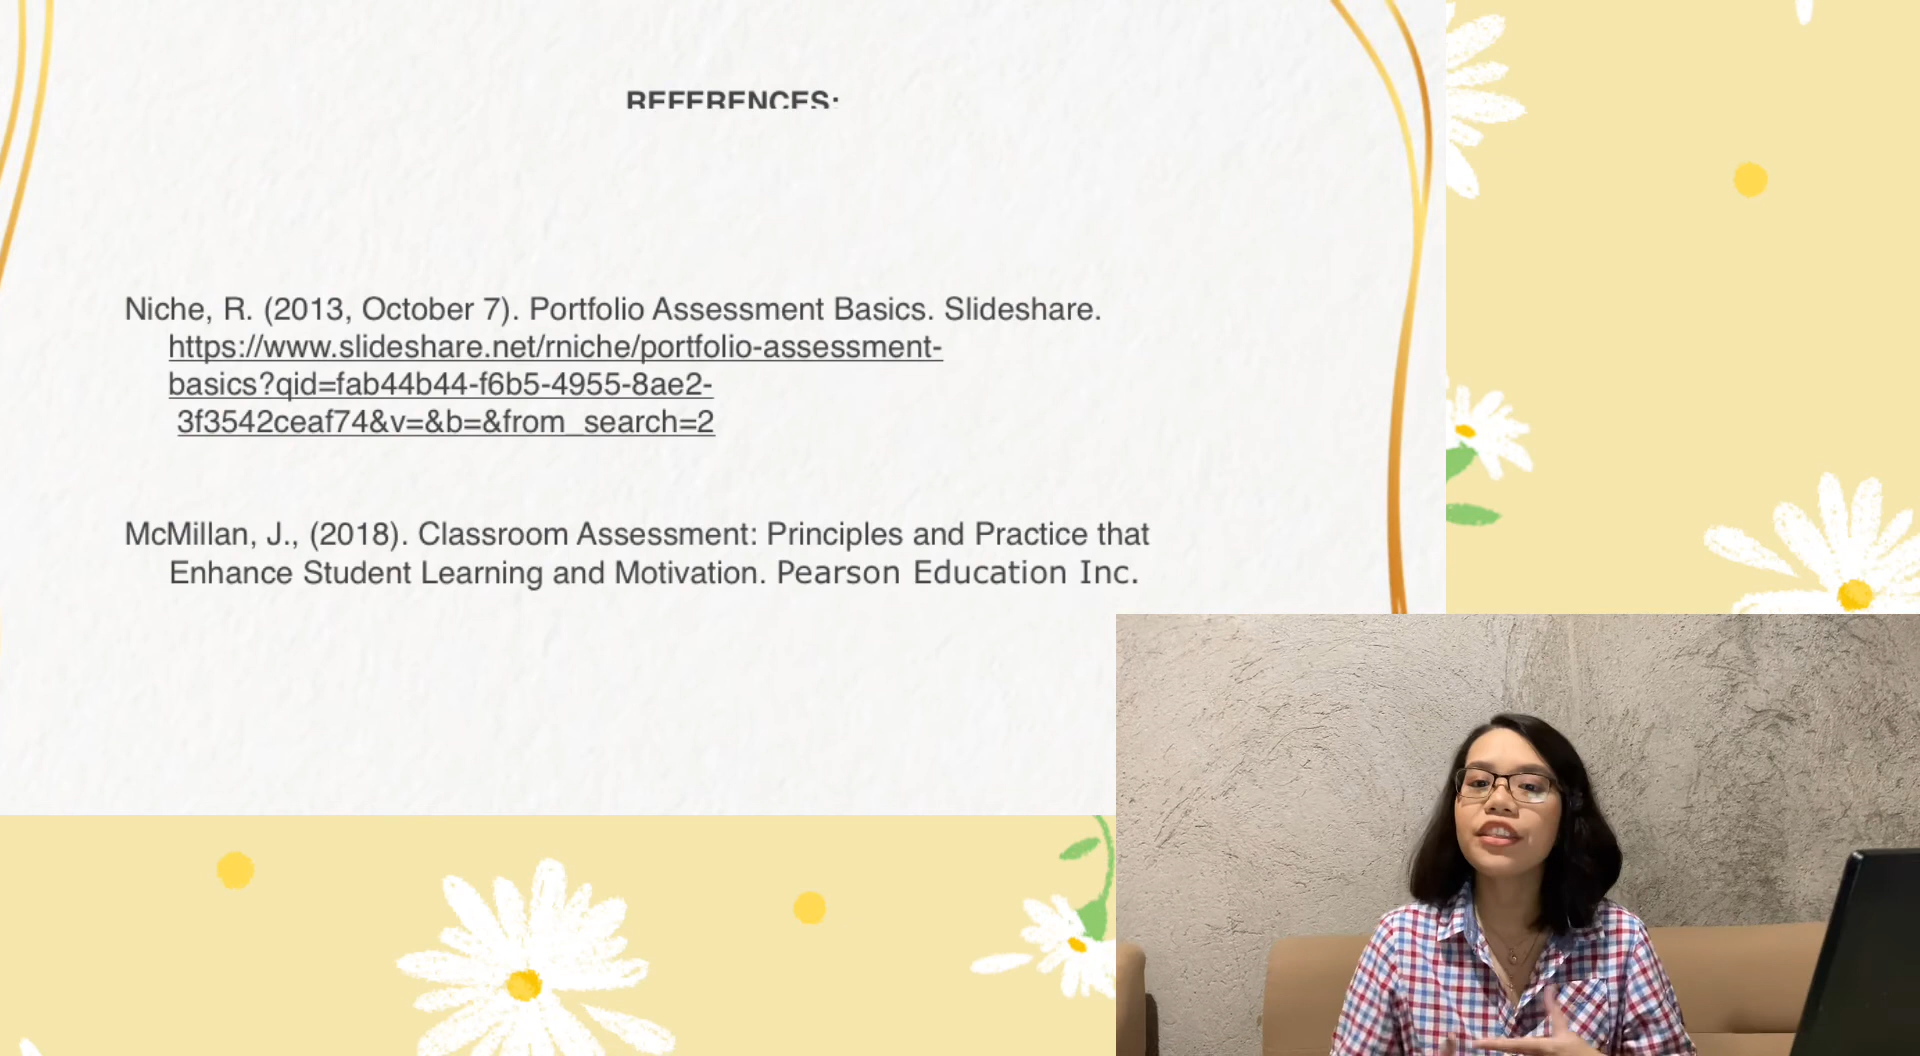 REFERENCES:
Niche, R. (2013, October 7). Portfolio Assessment Basics. Slideshare.
https://www.slideshare.net/rniche/portfolio-assessment-
basics?qid=fab44b44-f6b5-4955-8ae2-
3f3542ceaf74&v=&b=&from_search=2
McMillan, J., (2018). Classroom Assessment: Principles and Practice that
Enhance Student Learning and Motivation. Pearson Education Inc.